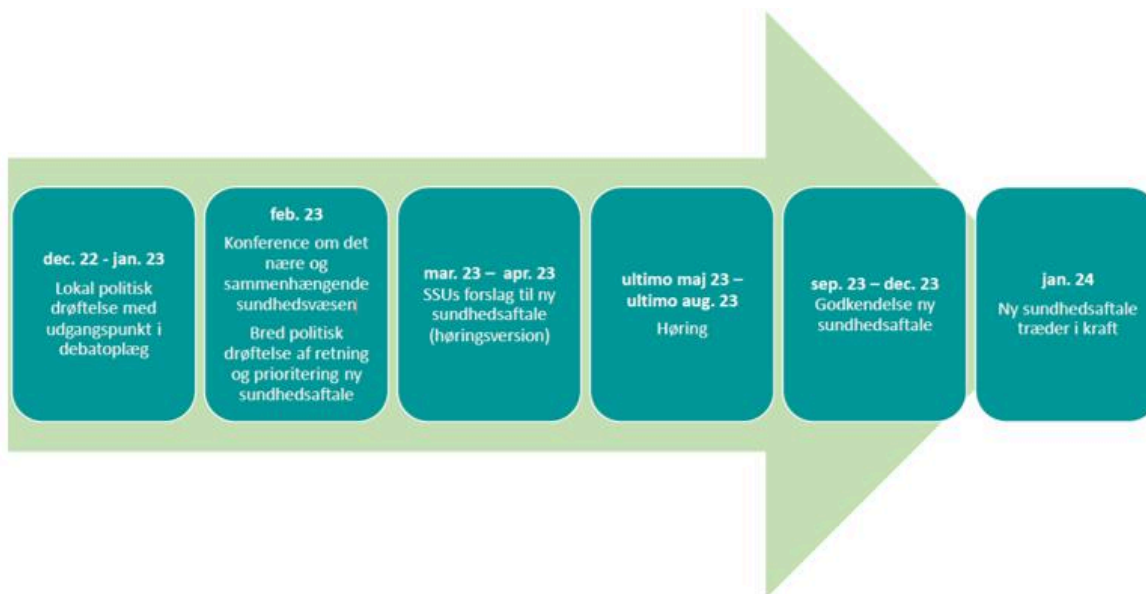 dec. 22 - jan. 23
Lokal politisk
drøftelse med
udgangspunkt i
debatoplæg
feb. 23
Konference om det
nære og
sammenhængende
sundhedsvæsen
Bred politisk
drøftelse af retning
og prioritering ny
sundhedsaftale
mar. 23 – apr. 23
SSUs forslag til ny
sundhedsaftale
(høringsversion)
ultimo maj 23 –
ultimo aug. 23
Høring
sep. 23 – dec. 23
Godkendelse ny
sundhedsaftale
jan. 24
Ny sundhedsaftale
træder i kraft